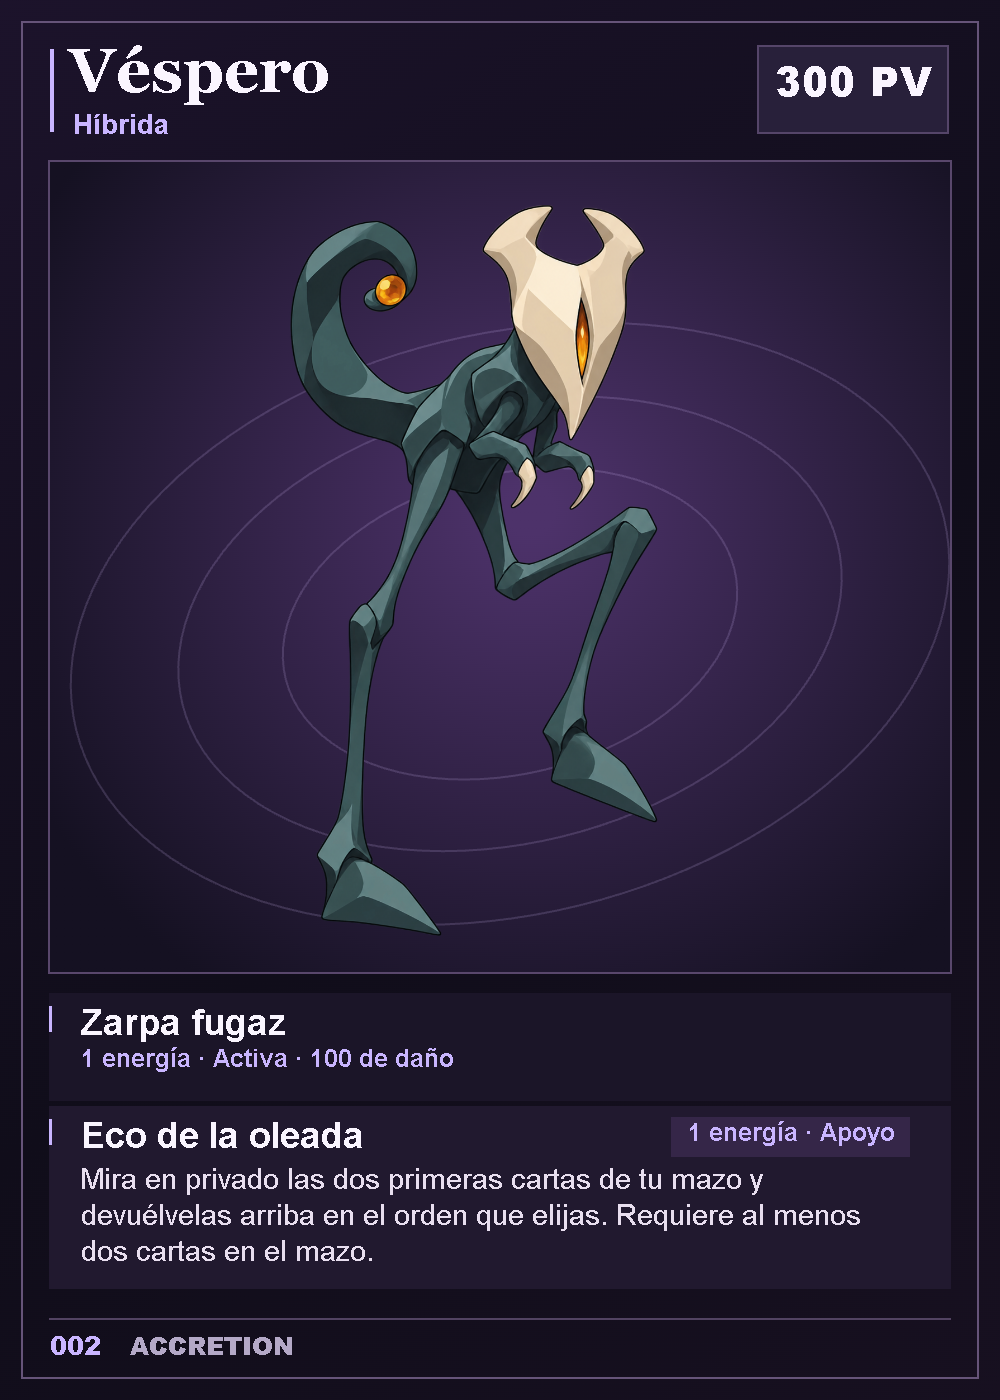 Véspero
300 PV
Híbrida
Zarpa fugaz
1 energía · Activa · 100 de daño
Eco de la oleada
1 energía · Apoyo
Mira en privado las dos primeras cartas de tu mazo y
devuélvelas arriba en el orden que elijas. Requiere al menos
dos cartas en el mazo.
002 ACCRETION